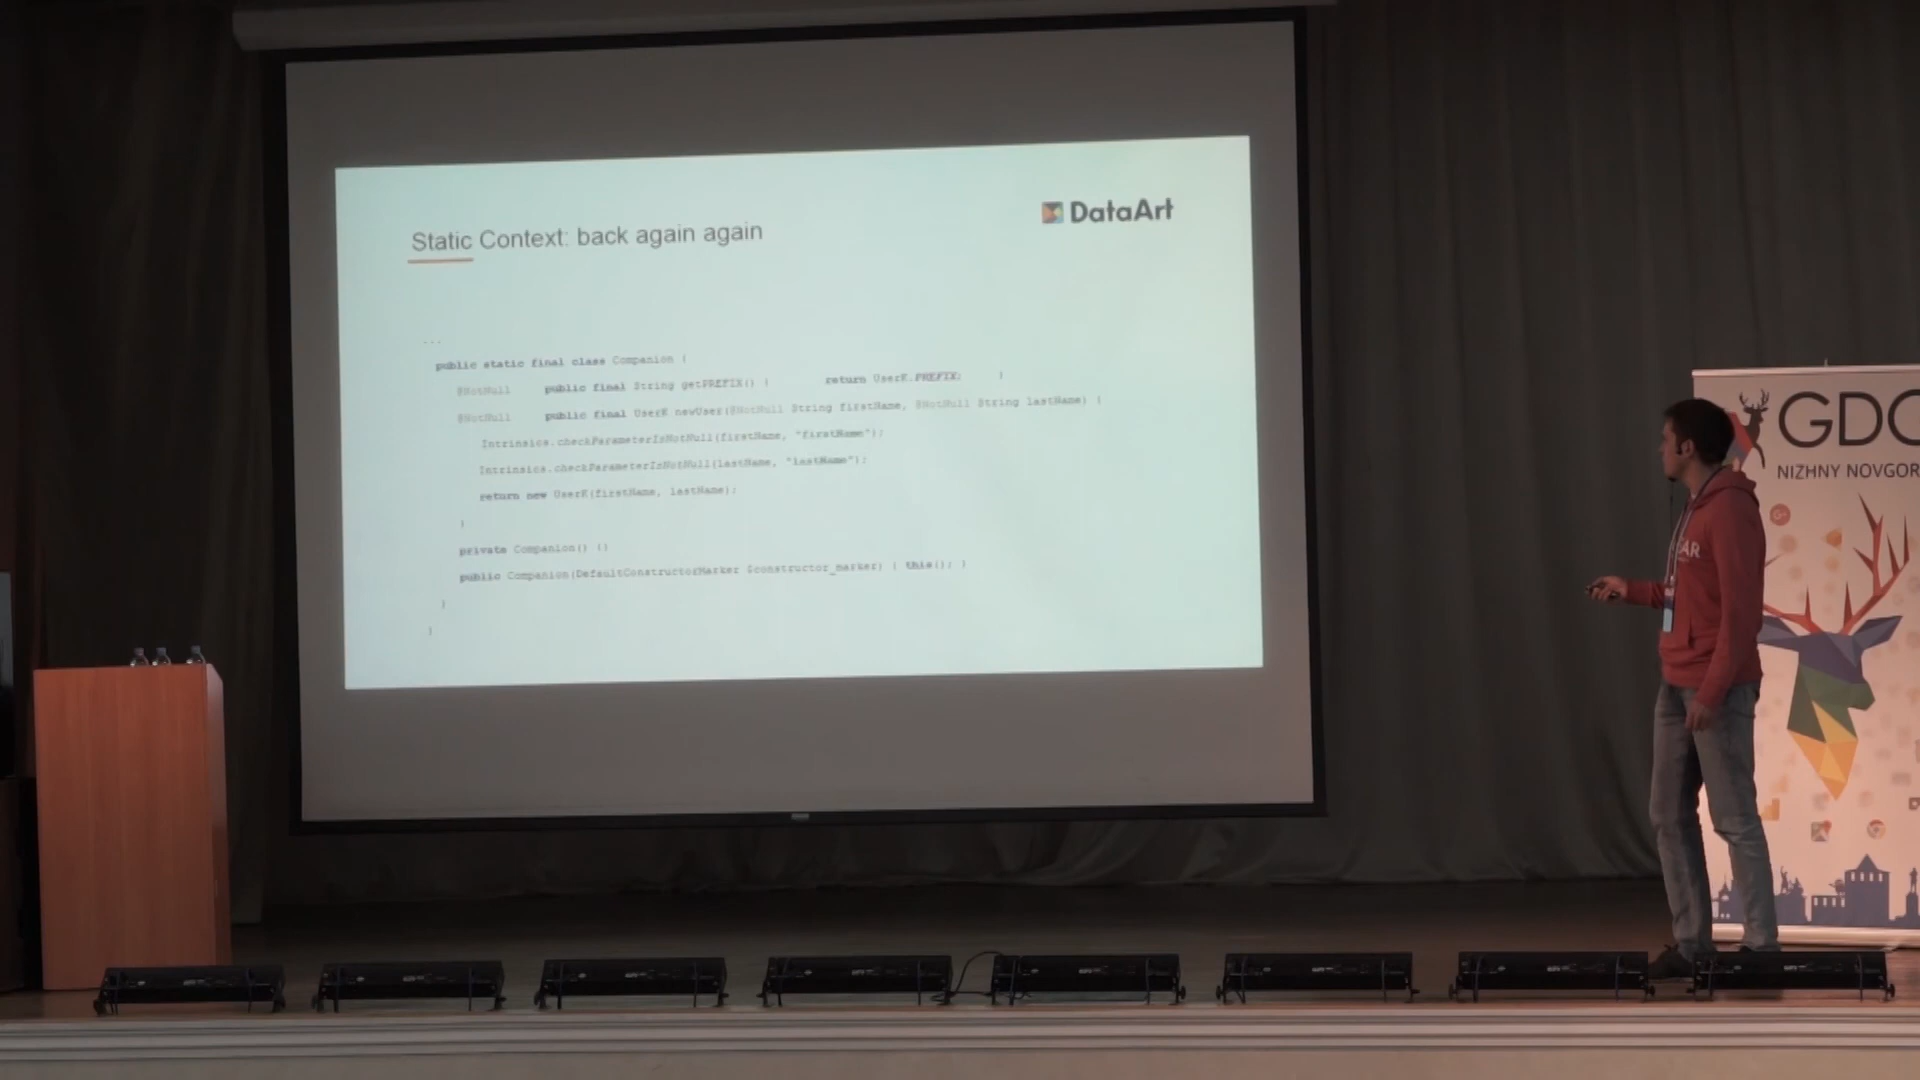 Static Context: back again again
DataArt
...
public static final class Companion {
@NotNull public final String getPREFIX() { return UserK.PREFIX; }
@NotNull public final UserK newUser(@NotNull String firstName, @NotNull String lastName) {
Intrinsics.checkParameterIsNotNull(firstName, "firstName");
Intrinsics.checkParameterIsNotNull(lastName, "lastName");
return new UserK(firstName, lastName);
}
private Companion() {}
public Companion(DefaultConstructorMarker $constructor_marker) { this(); }
}
}
GDG
NIZHNY NOVGOR
AR